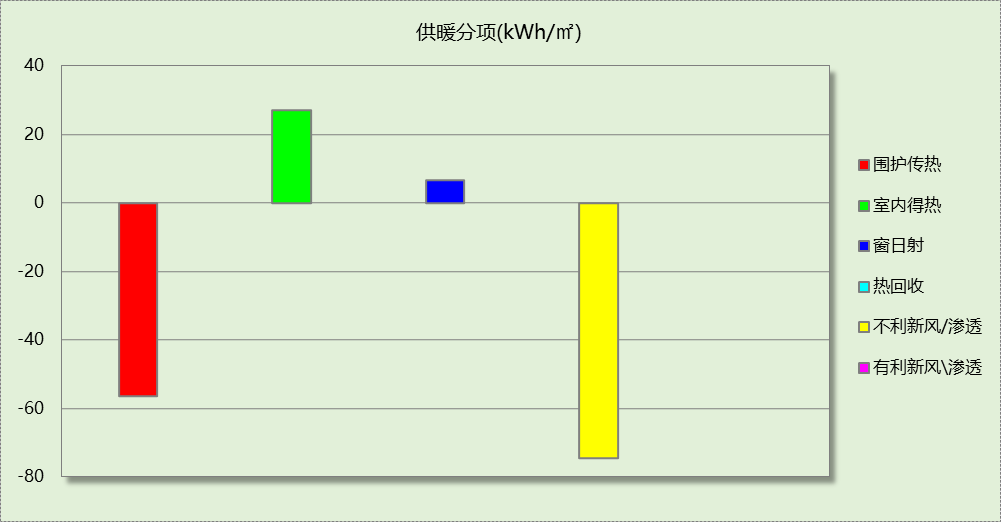 供暖分项(kWh/㎡)
40
20
0
-20
-40
-60
-80
围护传热
室内得热
窗日射
热回收
不利新风/渗透
有利新风\渗透